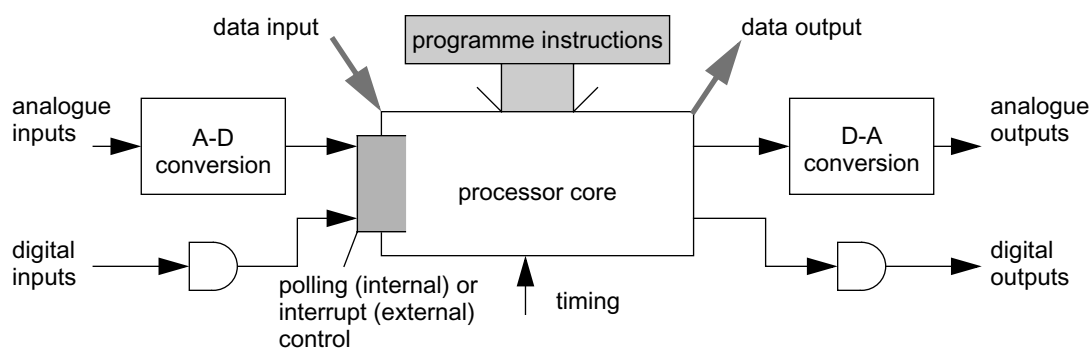 data input
programme instructions
data output
analogue
inputs
A-D
conversion
processor core
D-A
conversion
analogue
outputs
digital
inputs
polling (internal) or
interrupt (external)
control
timing
digital
outputs